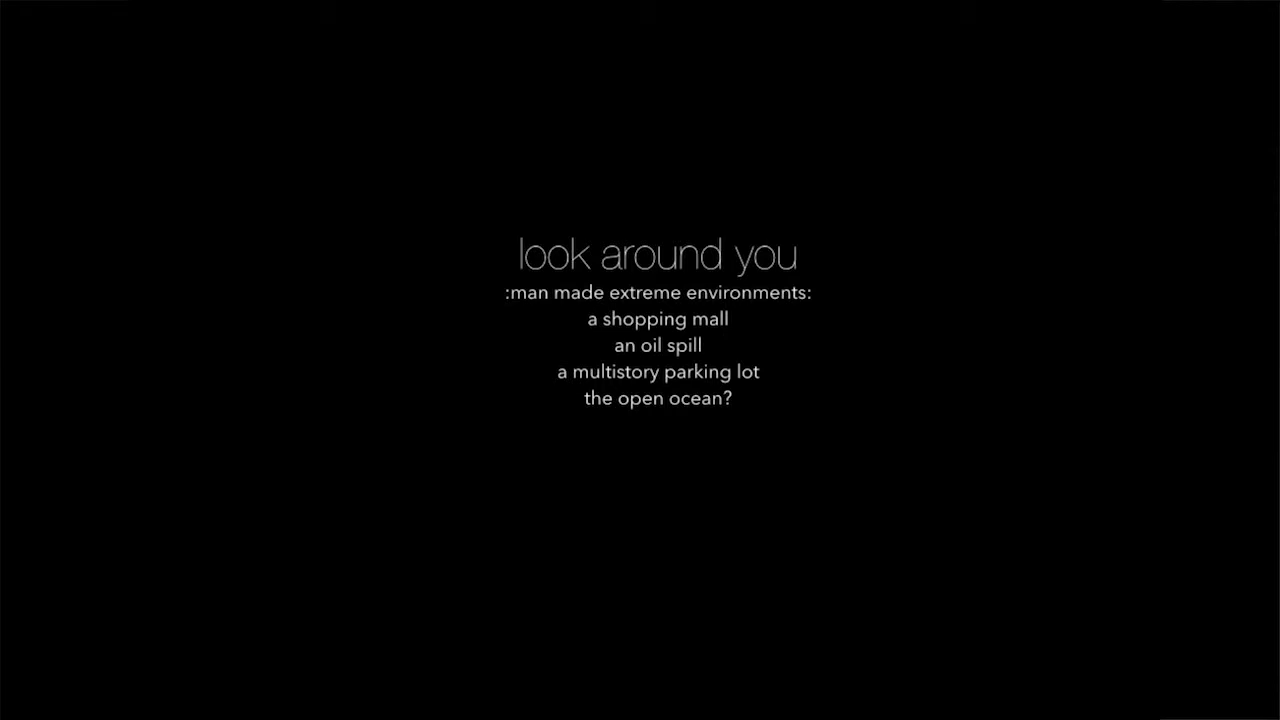 look around you
:man made extreme environments:
a shopping mall
an oil spill
a multistory parking lot
the open ocean?